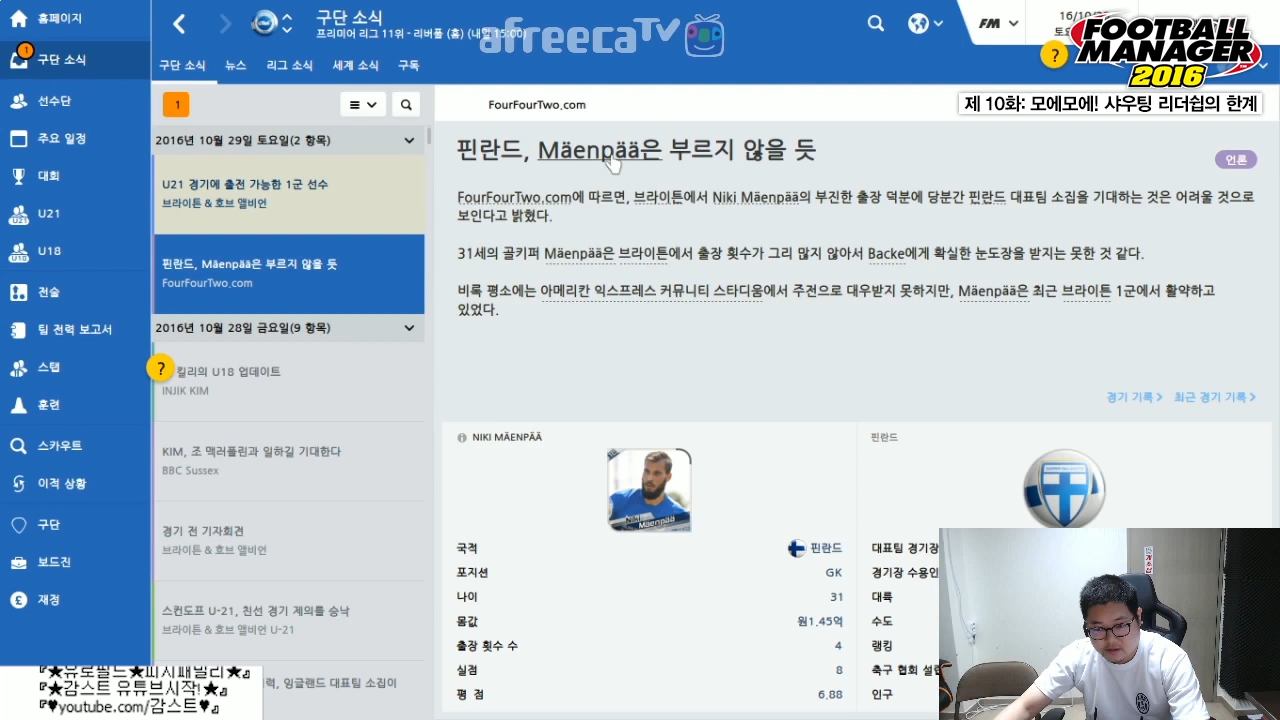 홈페이지
1
구단 소식
선수단
주요 일정
대회
U21
U18
전술
팀 전력 보고서
스탭
훈련
스카우트
이적 상황
구단
보드진
재정
구단 소식
프리미어 리그 11위 - 리버풀 (홈) (내일 15:00)
afreecaTV
FM
16/10/
FOOTBALL
MANAGER
2016
제 10화: 모에모에! 샤우팅 리더쉽의 한계
구단 소식 뉴스 리그 소식 세계 소식 구독
1
2016년 10월 29일 토요일(2 항목)
U21 경기에 출전 가능한 1군 선수
브라이튼 & 호브 앨비언
핀란드, Mäenpää은 부르지 않을 듯
FourFourTwo.com
2016년 10월 28일 금요일(9 항목)
?
킬리의 U18 업데이트
INJIK KIM
KIM, 조 맥러플린과 일하길 기대한다
BBC Sussex
경기 전 기자회견
브라이튼 & 호브 앨비언
스컨도프 U-21, 친선 경기 제의를 승낙
브라이튼 & 호브 앨비언 U-21
력, 잉글랜드 대표팀 소집이
FourFourTwo.com
핀란드, Mäenpää은 부르지 않을 듯
언론
FourFourTwo.com에 따르면, 브라이튼에서 Niki Mäenpää의 부진한 출장 덕분에 당분간 핀란드 대표팀 소집을 기대하는 것은 어려울 것으로
보인다고 밝혔다.
31세의 골키퍼 Mäenpää은 브라이튼에서 출장 횟수가 그리 많지 않아서 Backe에게 확실한 눈도장을 받지는 못한 것 같다.
비록 평소에는 아메리칸 익스프레스 커뮤니티 스타디움에서 주전으로 대우받지 못하지만, Mäenpää은 최근 브라이튼 1군에서 활약하고
있었다.
경기 기록 최근 경기 기록
NIKI MÄENPÄÄ
Niki
Mäenpää
국적 핀란드
포지션 GK
나이 31
몸값 원1.45억
출장 횟수 수 4
실점 8
평 점 6.88
핀란드
대표팀 경기장
경기장 수용인
대륙
수도
랭킹
축구 협회 설립
인구
『★유로필드★피시패밀리★』
『★감스트 유튜브시작!★』
『♥youtube.com/감스트♥』